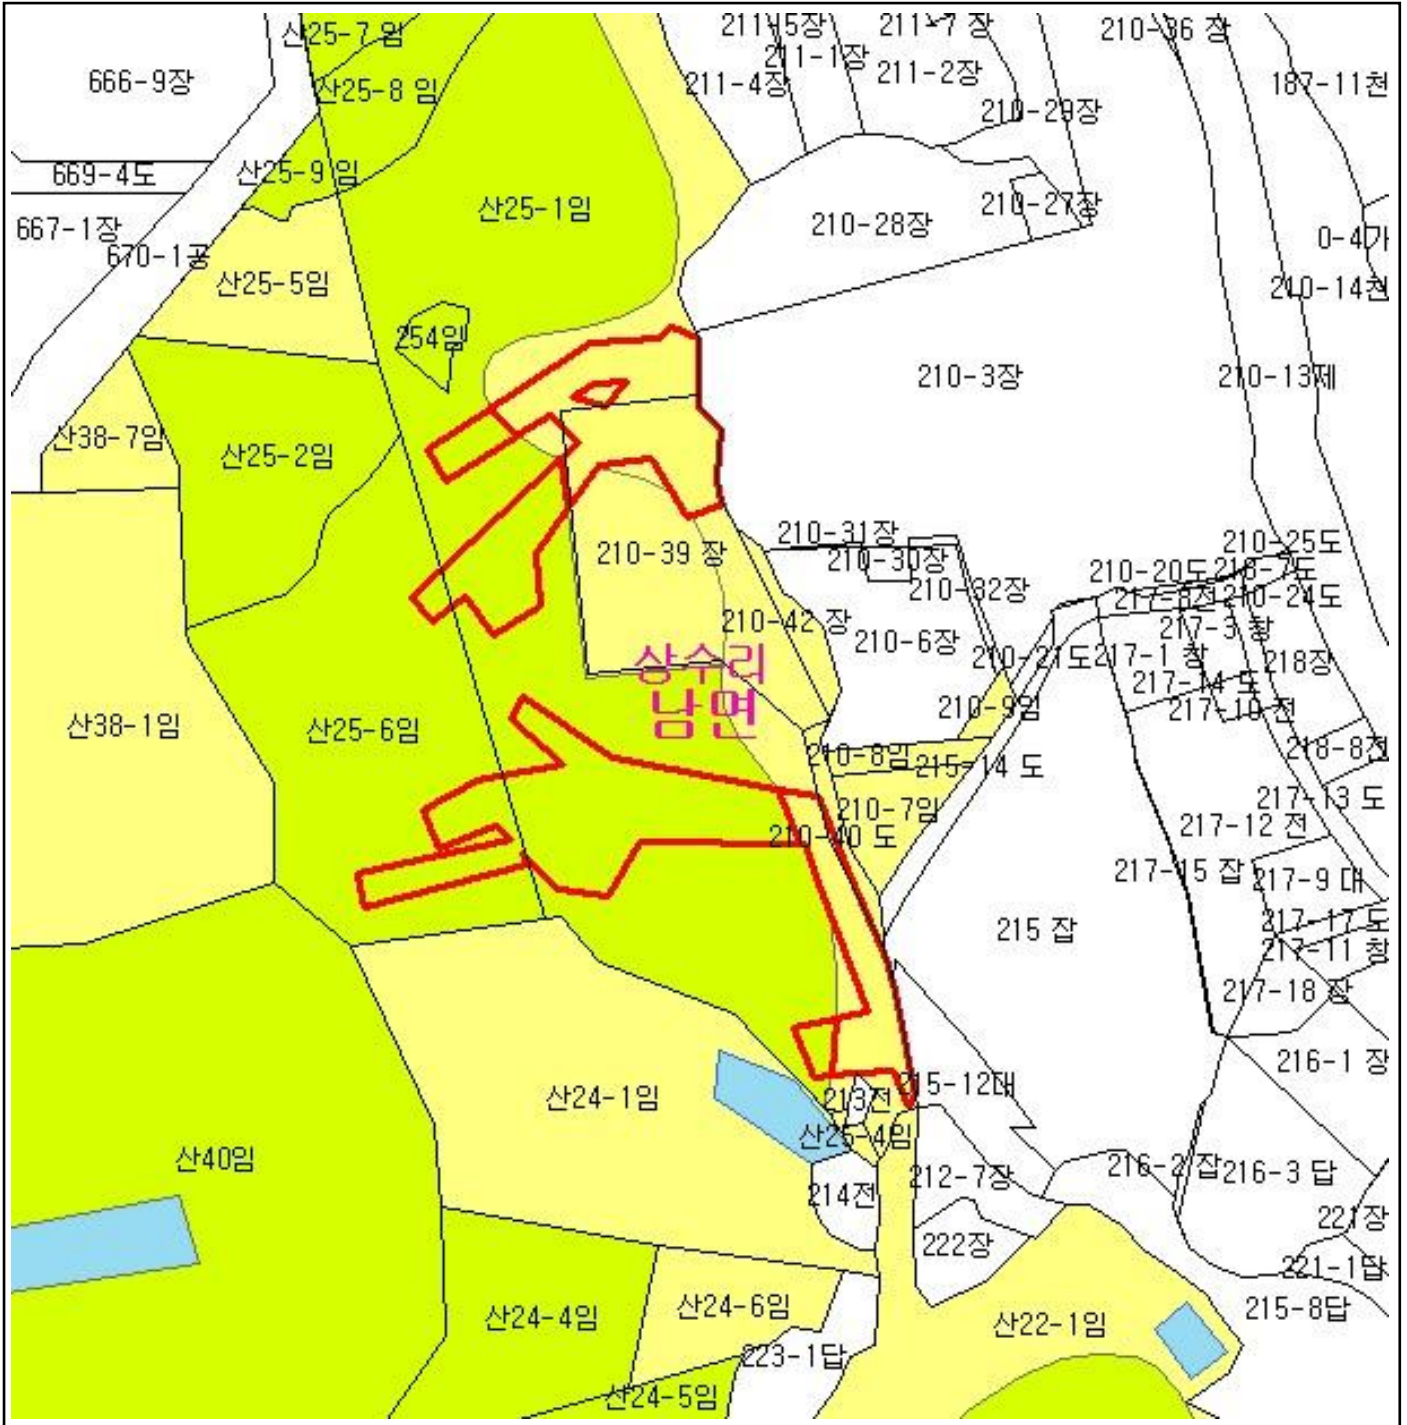 산25-7 임
211-5장
211-7 장
210-36 장
666-9장
산25-8 임
211-4장
211-1장
211-2장
187-11천
210-29장
669-4도
산25-9 임
산25-1임
210-27장
667-1장
210-28장
0-4가
670-1공
산25-5임
210-14천
254임
210-3장
210-13제
산38-7임
산25-2임
210-31장
210-39 장
210-30장
210-25도
210-20도
218-7도
210-32장
217-8전
210-24도
210-42 장
210-6장
217-3 창
상수리
210-21도
217-1 창
218장
217-14 도
남면
210-9임
217-10 전
산38-1임
산25-6임
210-8임
215-14 도
218-8전
210-7임
217-13 도
210-40 도
217-12 전
217-15 잡
217-9 대
215 잡
217-17 도
217-11 창
217-18 장
216-1 장
산24-1임
213전
215-12대
산25-4임
산40임
214전
212-7장
216-2 잡
216-3 답
221장
222장
221-1답
산24-4임
산24-6임
산22-1임
215-8답
223-1답
산24-5임